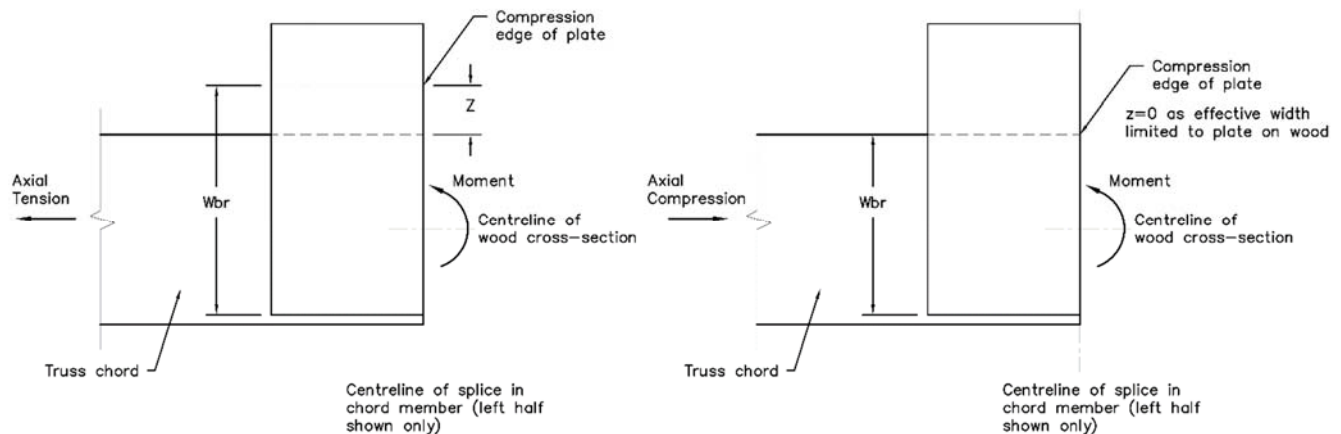 Compression
edge of plate
Z
Axial
Tension
Wbr
Moment
Centreline of
wood cross-section
Truss chord
Centreline of splice in
chord member (left half
shown only)
Compression
edge of plate
z=0 as effective width
limited to plate on wood
Axial
Compression
Wbr
Moment
Centreline of
wood cross-section
Truss chord
Centreline of splice in
chord member (left half
shown only)